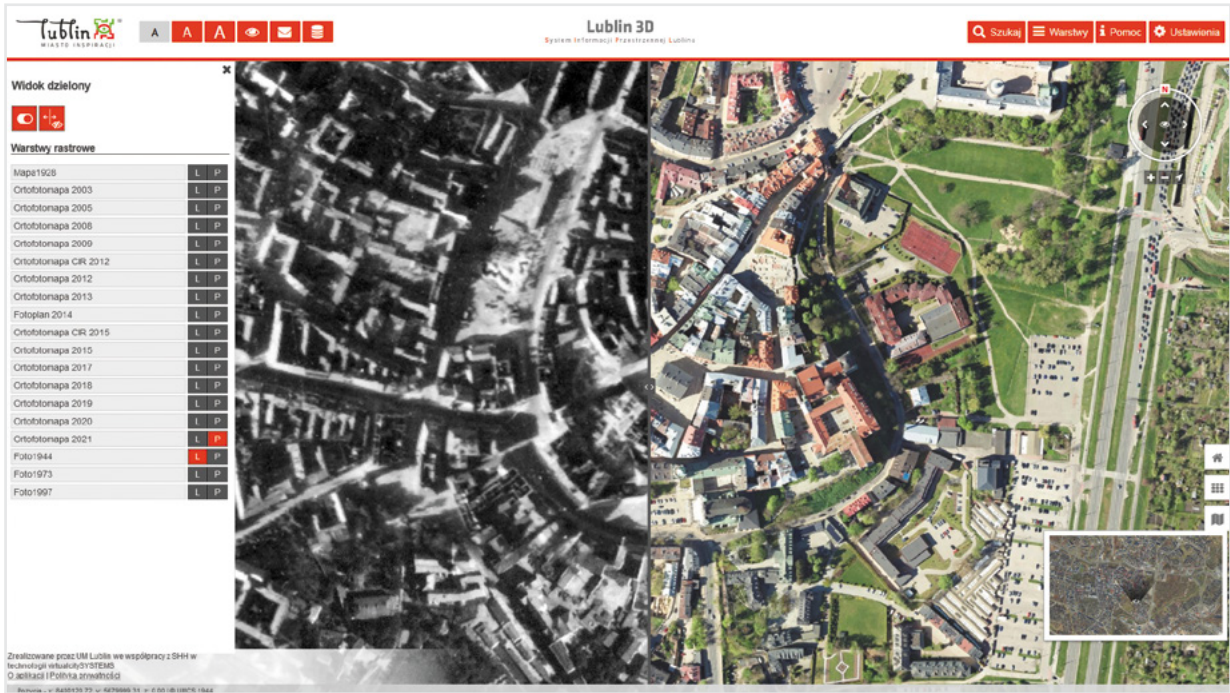 lublin
MIASTO INSPIRACJI
A A A
Lublin 3D
System Informacji Przestrzennej Lublina
Szukaj Warstwy Pomoc Ustawienia
Widok dzielony
Warstwy rastrowe
Mapa1928 L P
Ortofotomapa 2003 L P
Ortofotomapa 2005 L P
Ortofotomapa 2008 L P
Ortofotomapa 2009 L P
Ortofotomapa CIR 2012 L P
Ortofotomapa 2012 L P
Ortofotomapa 2013 L P
Fotoplan 2014 L P
Ortofotomapa CIR 2015 L P
Ortofotomapa 2015 L P
Ortofotomapa 2017 L P
Ortofotomapa 2018 L P
Ortofotomapa 2019 L P
Ortofotomapa 2020 L P
Ortofotomapa 2021 L P
Foto1944 L P
Foto1973 L P
Foto1997 L P
N
Zrealizowane przez UM Lublin we współpracy z SHH w
technologii virtualcitySYSTEMS
O aplikacji | Polityka prywatności